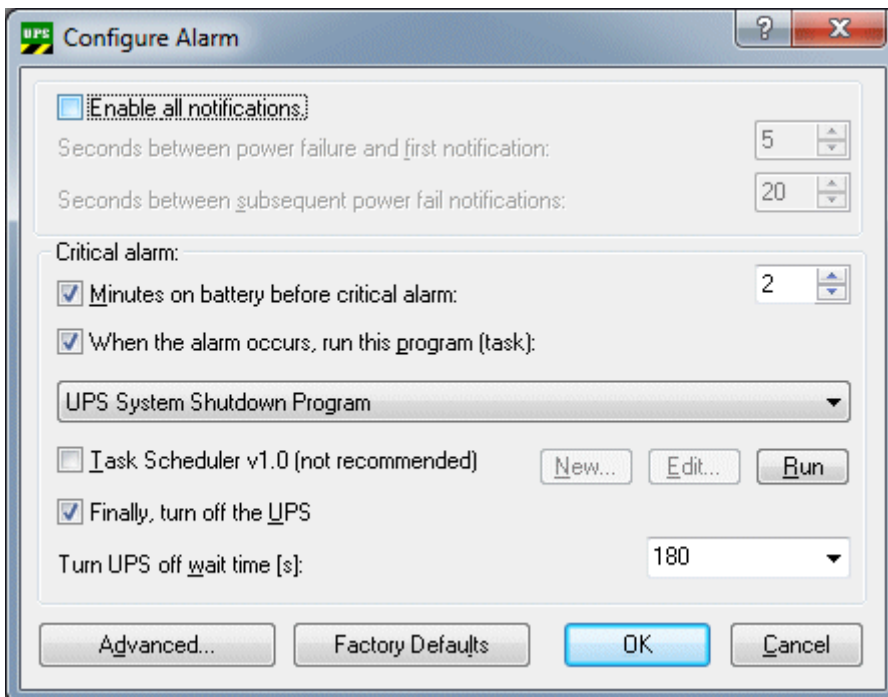 UPS
Configure Alarm
?
X
Enable all notifications.
Seconds between power failure and first notification: 5
Seconds between subsequent power fail notifications: 20
Critical alarm:
Minutes on battery before critical alarm: 2
When the alarm occurs, run this program (task):
UPS System Shutdown Program
Task Scheduler v1.0 (not recommended) New... Edit... Run
Finally, turn off the UPS
Turn UPS off wait time [s]: 180
Advanced... Factory Defaults OK Cancel